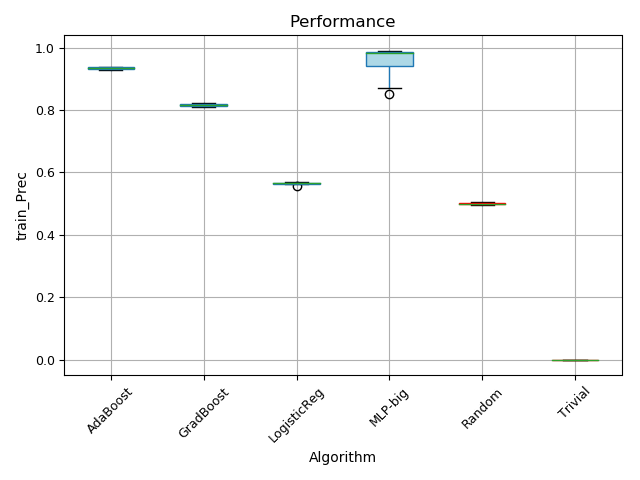 Performance
train_Prec
1.0
0.8
0.6
0.4
0.2
0.0
AdaBoost
GradBoost
LogisticReg
MLP-big
Random
Trivial
Algorithm